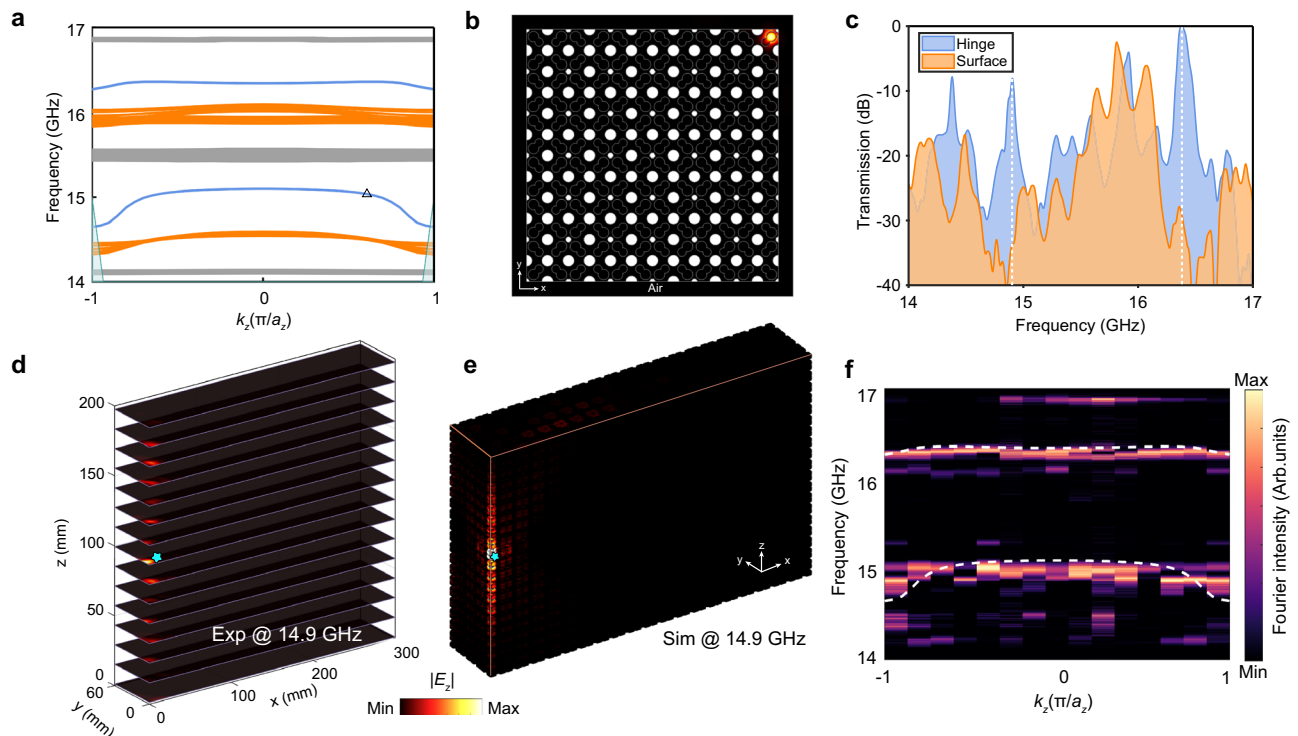 a
17
16
15
14
Frequency (GHz)
-1
0
1
k_z(π/a_z)
b
y
x
Air
c
0
-10
-20
-30
-40
Transmission (dB)
Hinge
Surface
14
15
16
17
Frequency (GHz)
d
200
150
100
50
0
z (mm)
60
0
y (mm)
0
100
200
300
x (mm)
Exp @ 14.9 GHz
e
z
y
x
Sim @ 14.9 GHz
|E_z|
Min
Max
f
17
16
15
14
Frequency (GHz)
-1
0
1
k_z(π/a_z)
Max
Min
Fourier intensity (Arb.units)